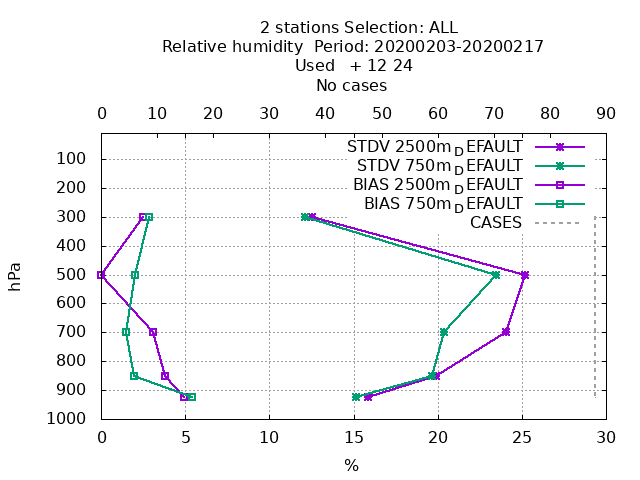 2 stations Selection: ALL
Relative humidity  Period: 20200203-20200217
Used   + 12 24
No cases
0 10 20 30 40 50 60 70 80 90
STDV 2500m_DEFAULT
STDV 750m_DEFAULT
BIAS 2500m_DEFAULT
BIAS 750m_DEFAULT
CASES
100
200
300
400
500
600
700
800
900
1000
hPa
0 5 10 15 20 25 30
%